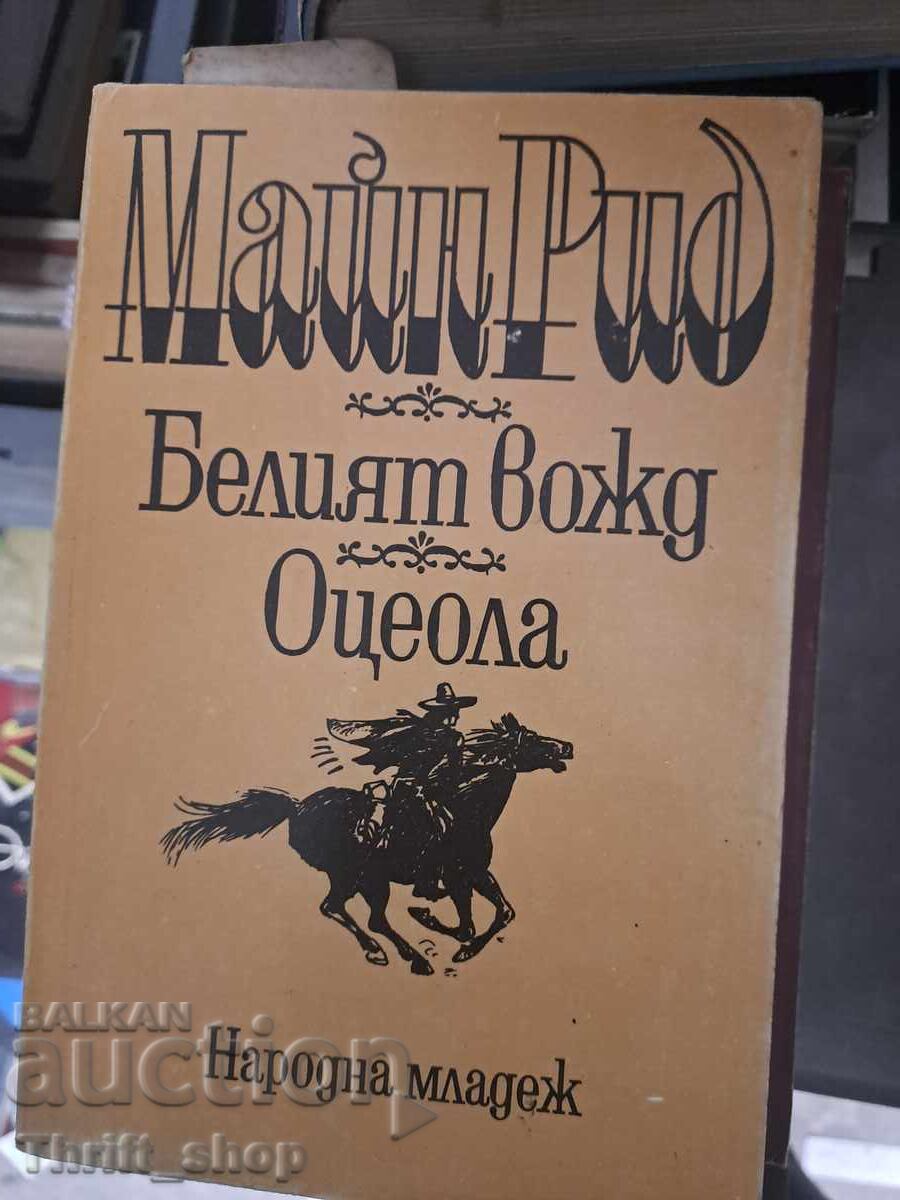 Майн Рид
Белият вожд
Оцеола
Народна младеж
BALKAN
auction
Thrift_shop